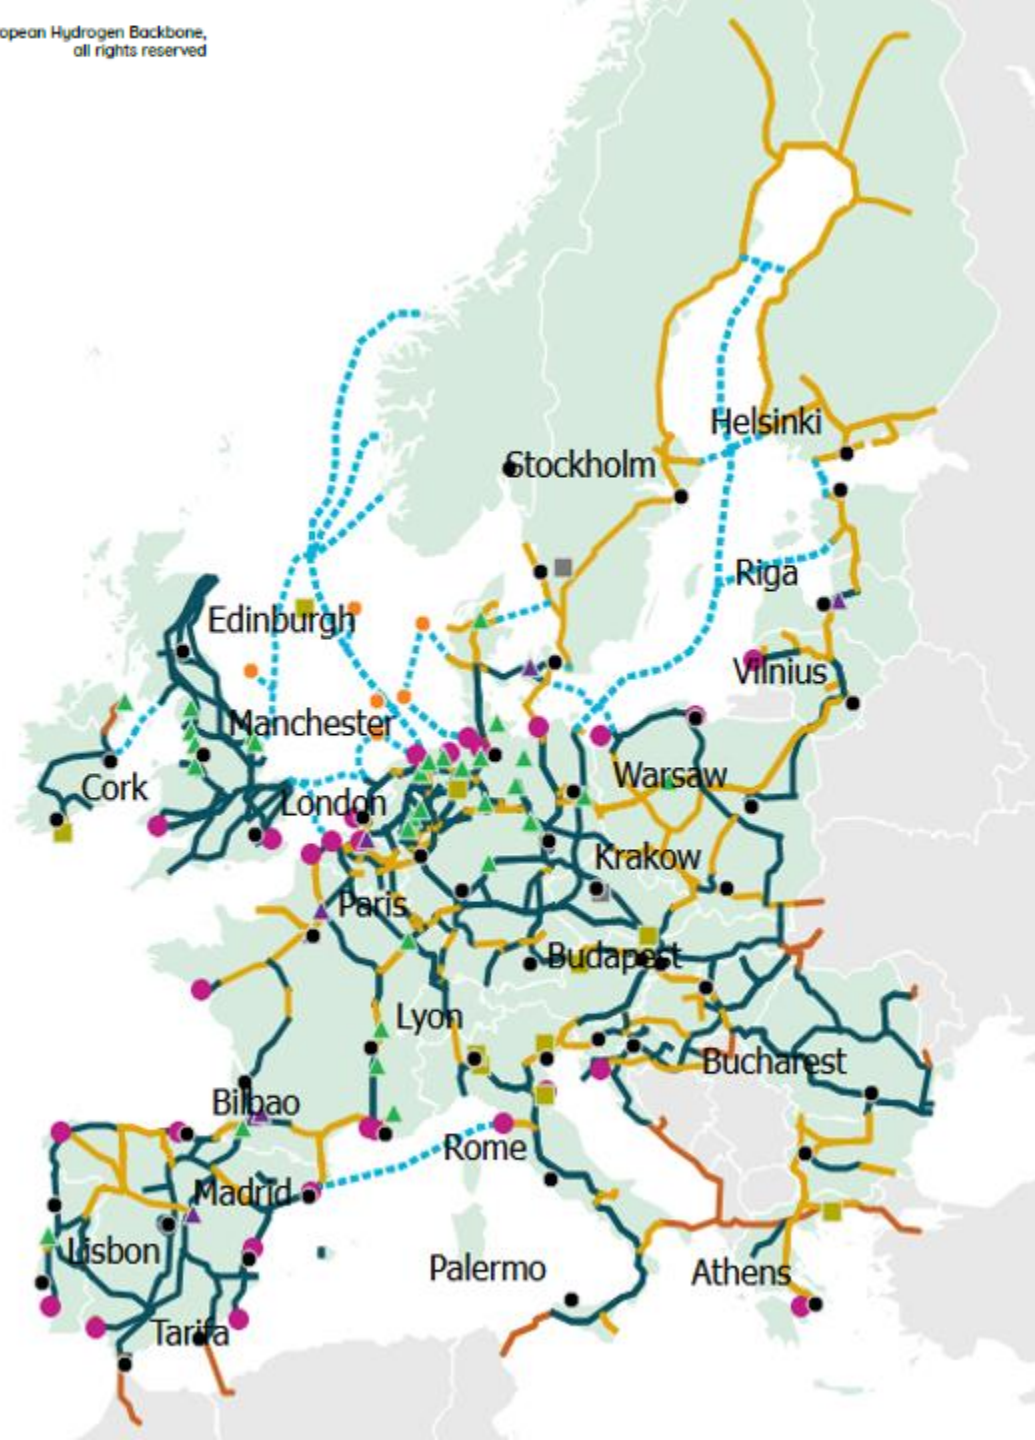 opean Hydrogen Backbone,
all rights reserved
Helsinki
Stockholm
Riga
Edinburgh
Vilnius
Manchester
Warsaw
Cork
London
Krakow
Paris
Budapest
Lyon
Bucharest
Bilbao
Rome
Madrid
Lisbon
Palermo
Athens
Tarifa